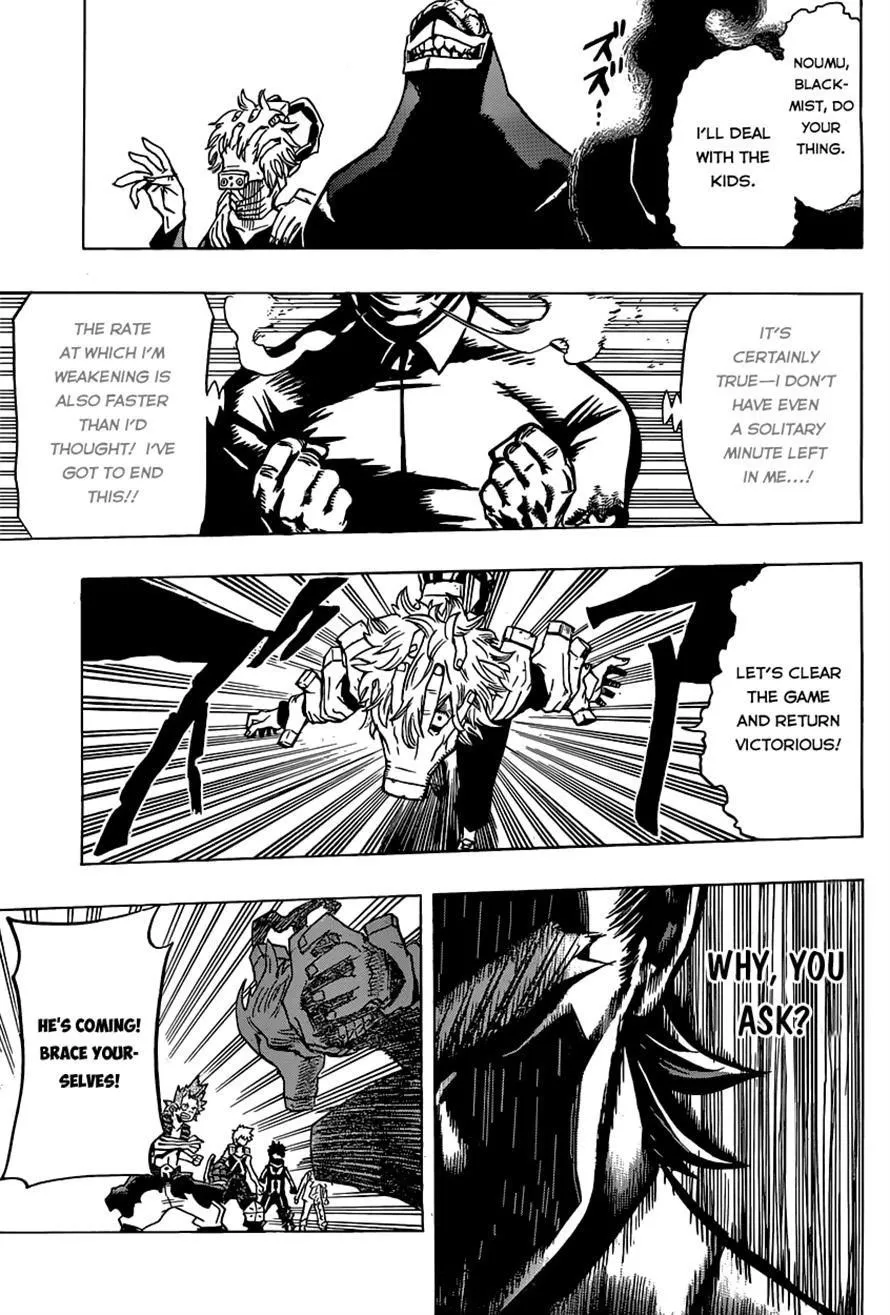 NOUMU,
BLACK-
MIST, DO
YOUR
THING.
I'LL DEAL
WITH THE
KIDS.
ズズ…
IT'S
CERTAINLY
TRUE—I DON'T
HAVE EVEN
A SOLITARY
MINUTE LEFT
IN ME...!
THE RATE
AT WHICH I'M
WEAKENING IS
ALSO FASTER
THAN I'D
THOUGHT! I'VE
GOT TO END
THIS!!
LET'S CLEAR
THE GAME
AND RETURN
VICTORIOUS!
WHY, YOU
ASK?
HE'S COMING!
BRACE YOUR-
SELVES!